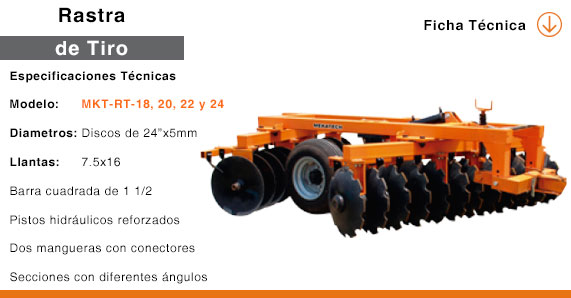 Rastra
de Tiro
Ficha Técnica
Especificaciones Técnicas
Modelo: MKT-RT-18, 20, 22 y 24
Diametros: Discos de 24"x5mm
Llantas: 7.5x16
Barra cuadrada de 1 1/2
Pistos hidráulicos reforzados
Dos mangueras con conectores
Secciones con diferentes ángulos
MEKATECH